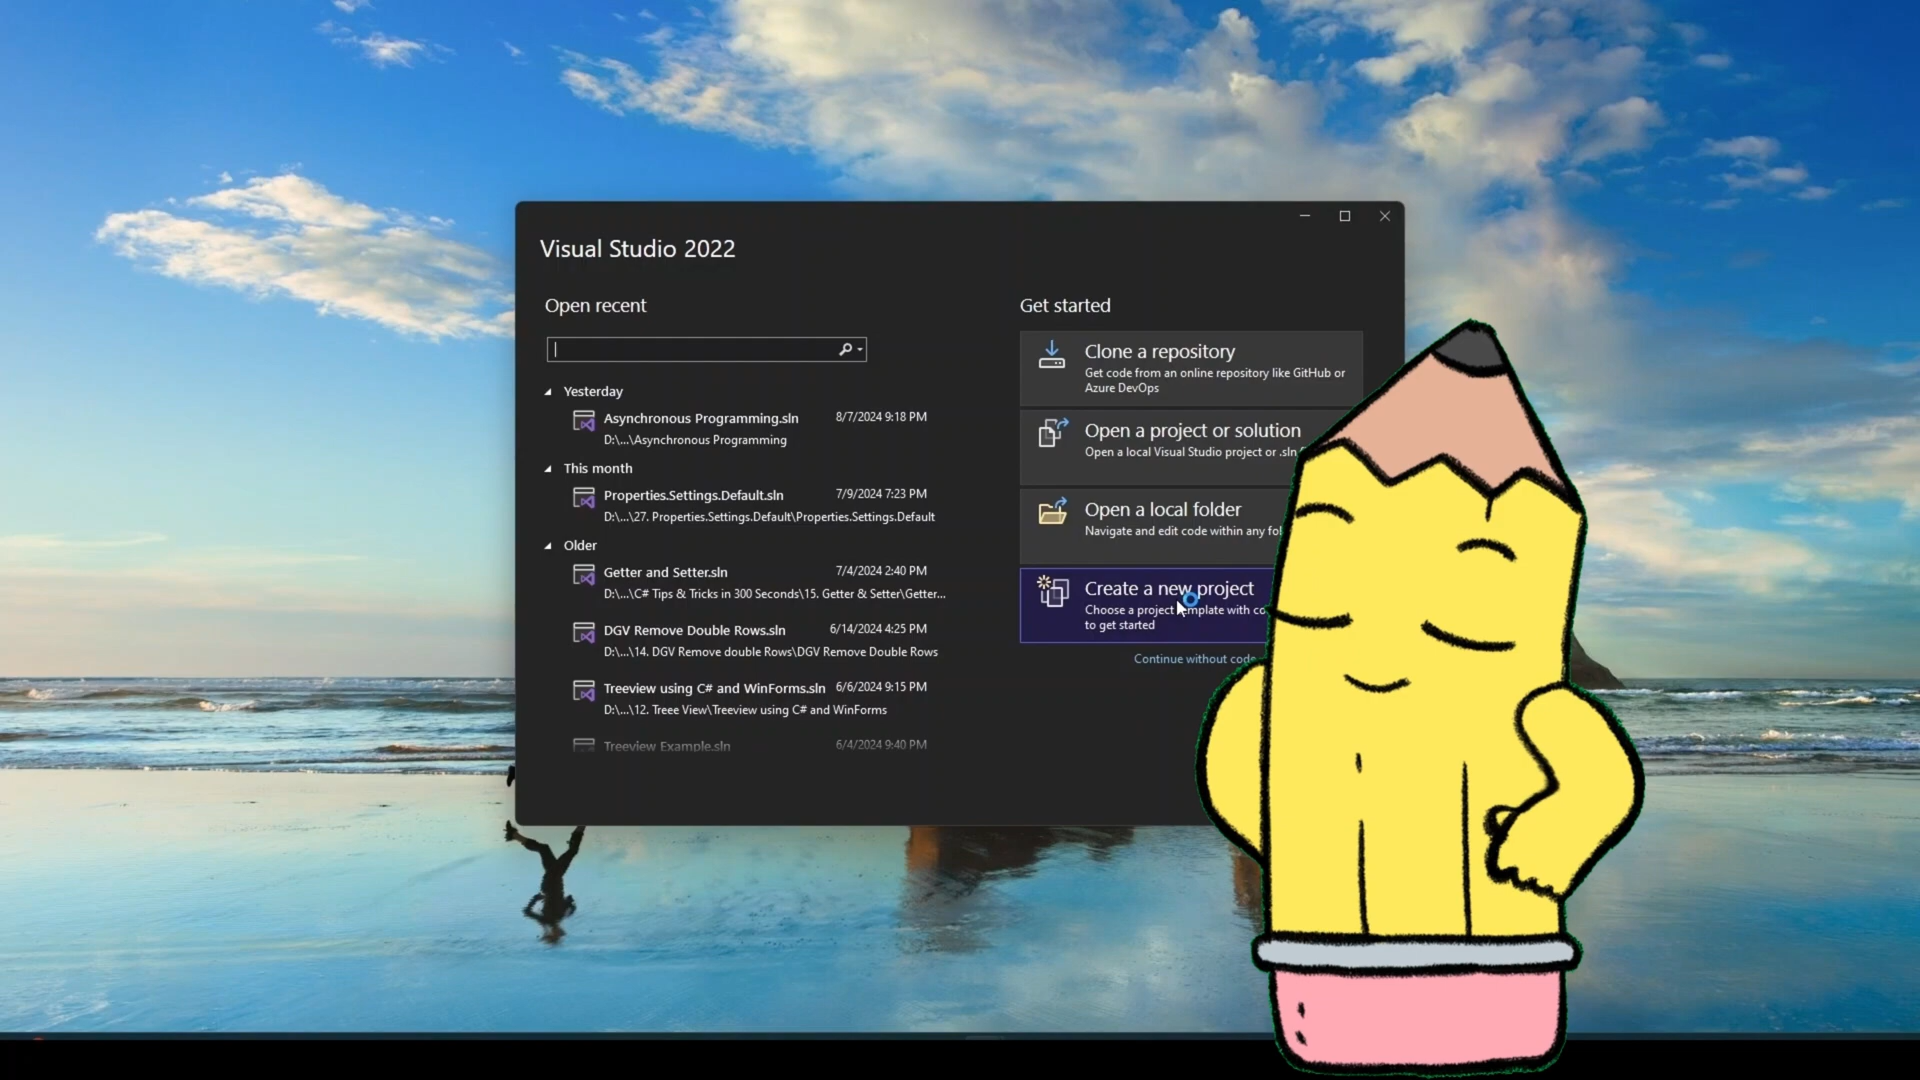 Visual Studio 2022
Open recent
Yesterday
Asynchronous Programming.sln 8/7/2024 9:18 PM
D:\...\Asynchronous Programming
This month
Properties.Settings.Default.sln 7/9/2024 7:23 PM
D:\...\27. Properties.Settings.Default\Properties.Settings.Default
Older
Getter and Setter.sln 7/4/2024 2:40 PM
D:\...\C# Tips & Tricks in 300 Seconds\15. Getter & Setter\Getter...
DGV Remove Double Rows.sln 6/14/2024 4:25 PM
D:\...\14. DGV Remove double Rows\DGV Remove Double Rows
Treeview using C# and WinForms.sln 6/6/2024 9:15 PM
D:\...\12. Treee View\Treeview using C# and WinForms
Treeview Example.sln 6/4/2024 9:40 PM
Get started
Clone a repository
Get code from an online repository like GitHub or
Azure DevOps
Open a project or solution
Open a local Visual Studio project or .sln
Open a local folder
Navigate and edit code within any fol
Create a new project
Choose a project template with co
to get started
Continue without code